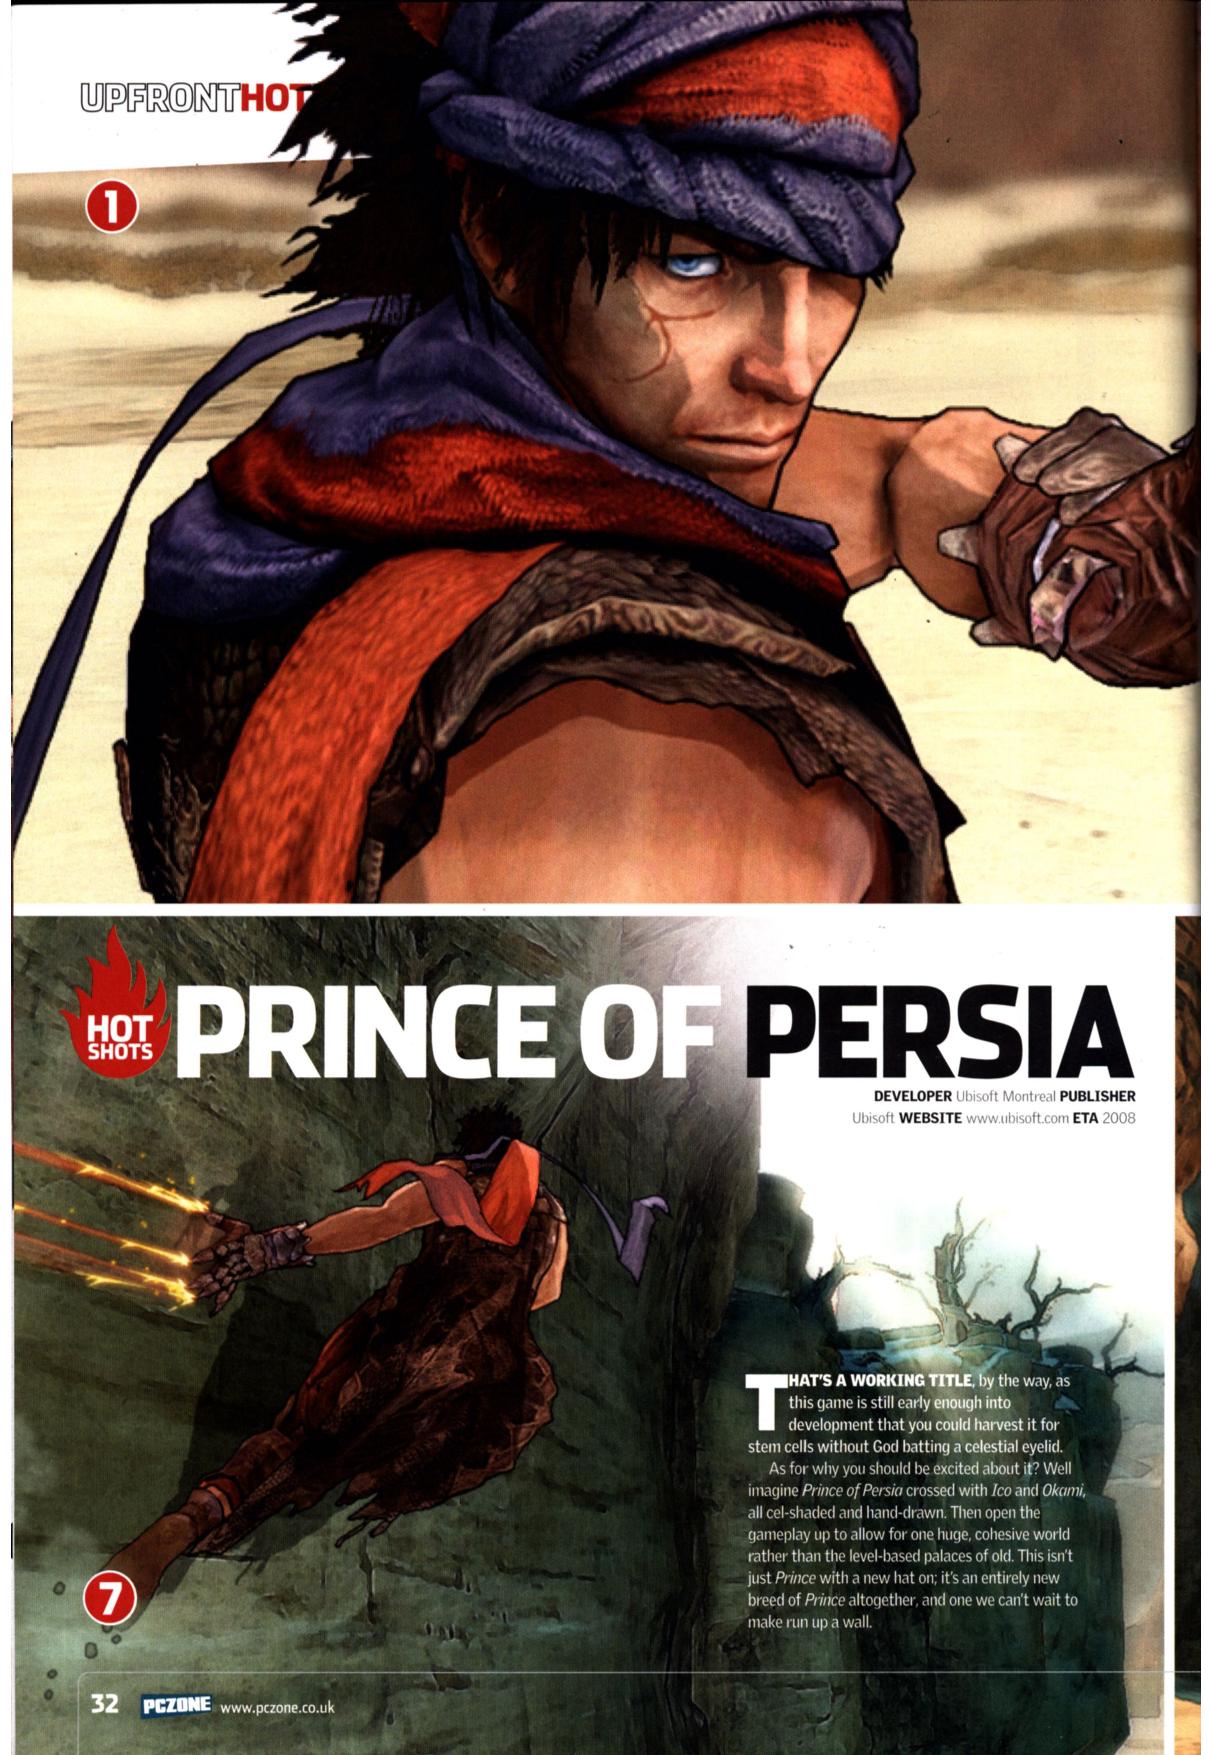 UPFRONTHOT
1
HOT
SHOTS
PRINCE OF PERSIA
DEVELOPER Ubisoft Montreal PUBLISHER
Ubisoft WEBSITE www.ubisoft.com ETA 2008
THAT'S A WORKING TITLE, by the way, as
this game is still early enough into
development that you could harvest it for
stem cells without God batting a celestial eyelid.
As for why you should be excited about it? Well
imagine Prince of Persia crossed with Ico and Okami,
all cel-shaded and hand-drawn. Then open the
gameplay up to allow for one huge, cohesive world
rather than the level-based palaces of old. This isn't
just Prince with a new hat on; it's an entirely new
breed of Prince altogether, and one we can't wait to
make run up a wall.
7
32 PCZONE www.pczone.co.uk